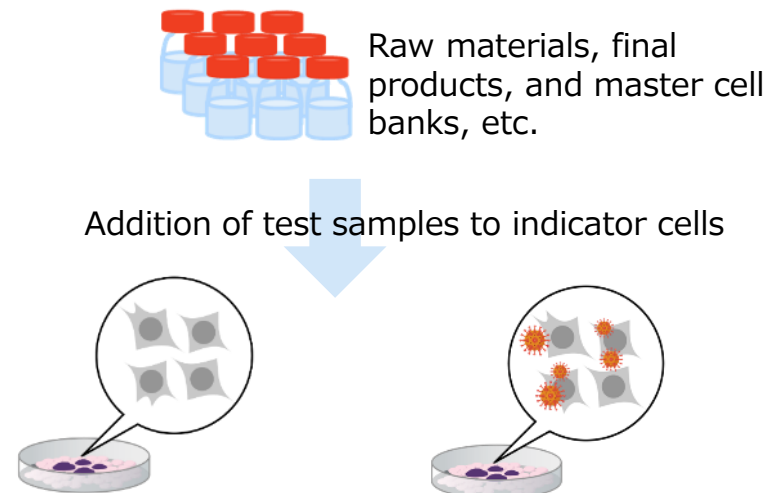 Raw materials, final
products, and master cell
banks, etc.
Addition of test samples to indicator cells